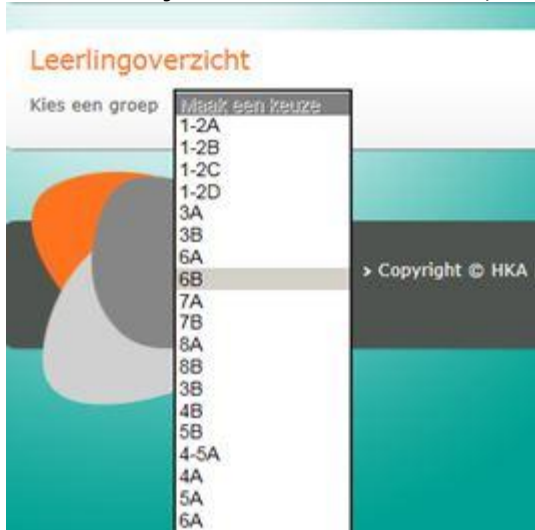 Leerlingoverzicht
Kies een groep
Maak een keuze
1-2A
1-2B
1-2C
1-2D
3A
3B
6A
6B
7A
7B
8A
8B
3B
4B
5B
4-5A
4A
5A
6A
> Copyright © HKA